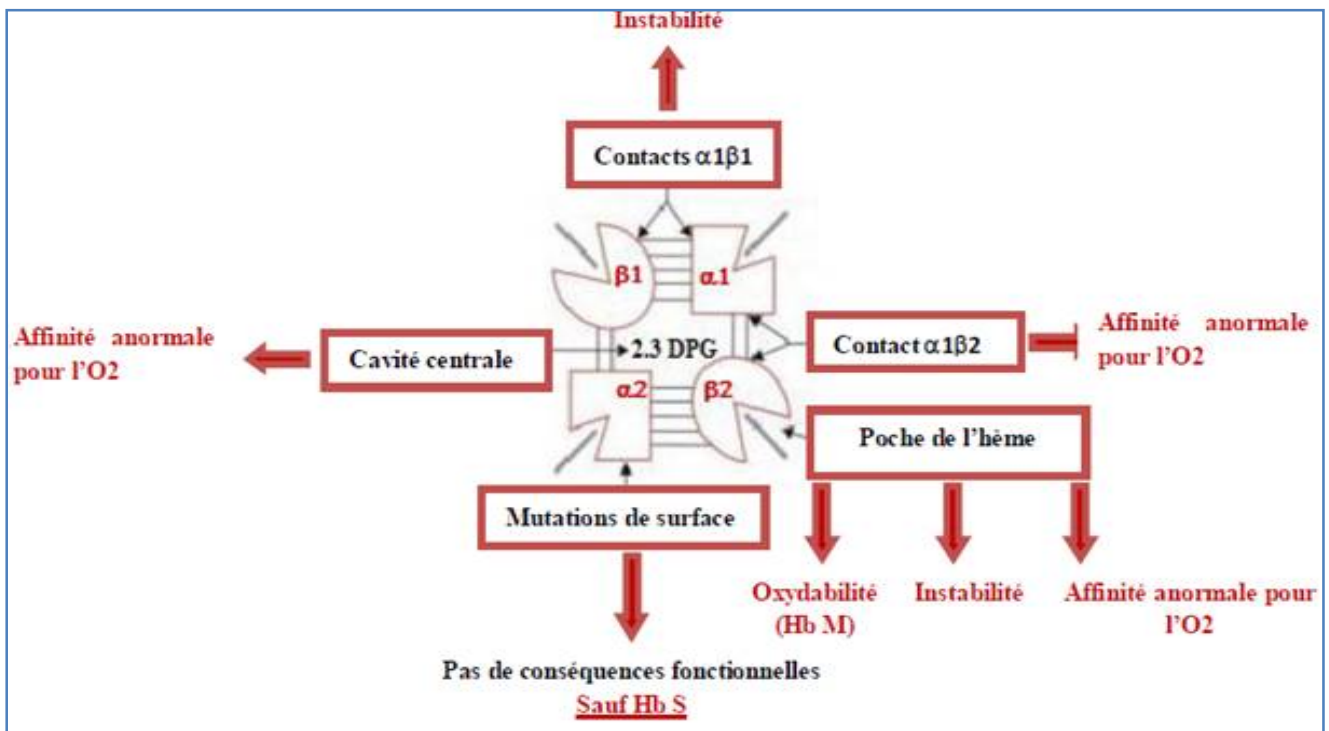 Instabilité
Contacts α1β1
β1
α.1
Affinité anormale
pour l'O2
Cavité centrale
2.3 DPG
Contact α1β2
Affinité anormale
pour l'O2
α.2
β2
Poche de l'hème
Mutations de surface
Oxydabilité
(Hb M)
Instabilité
Affinité anormale pour
l'O2
Pas de conséquences fonctionnelles
Sauf Hb S